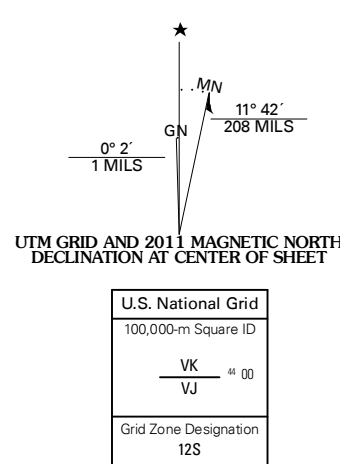 ★
MN
GN
11° 42´
208 MILS
0° 2´
1 MILS
UTM GRID AND 2011 MAGNETIC NORTH
DECLINATION AT CENTER OF SHEET
U.S. National Grid
100,000-m Square ID
VK
44 00
VJ
Grid Zone Designation
12S